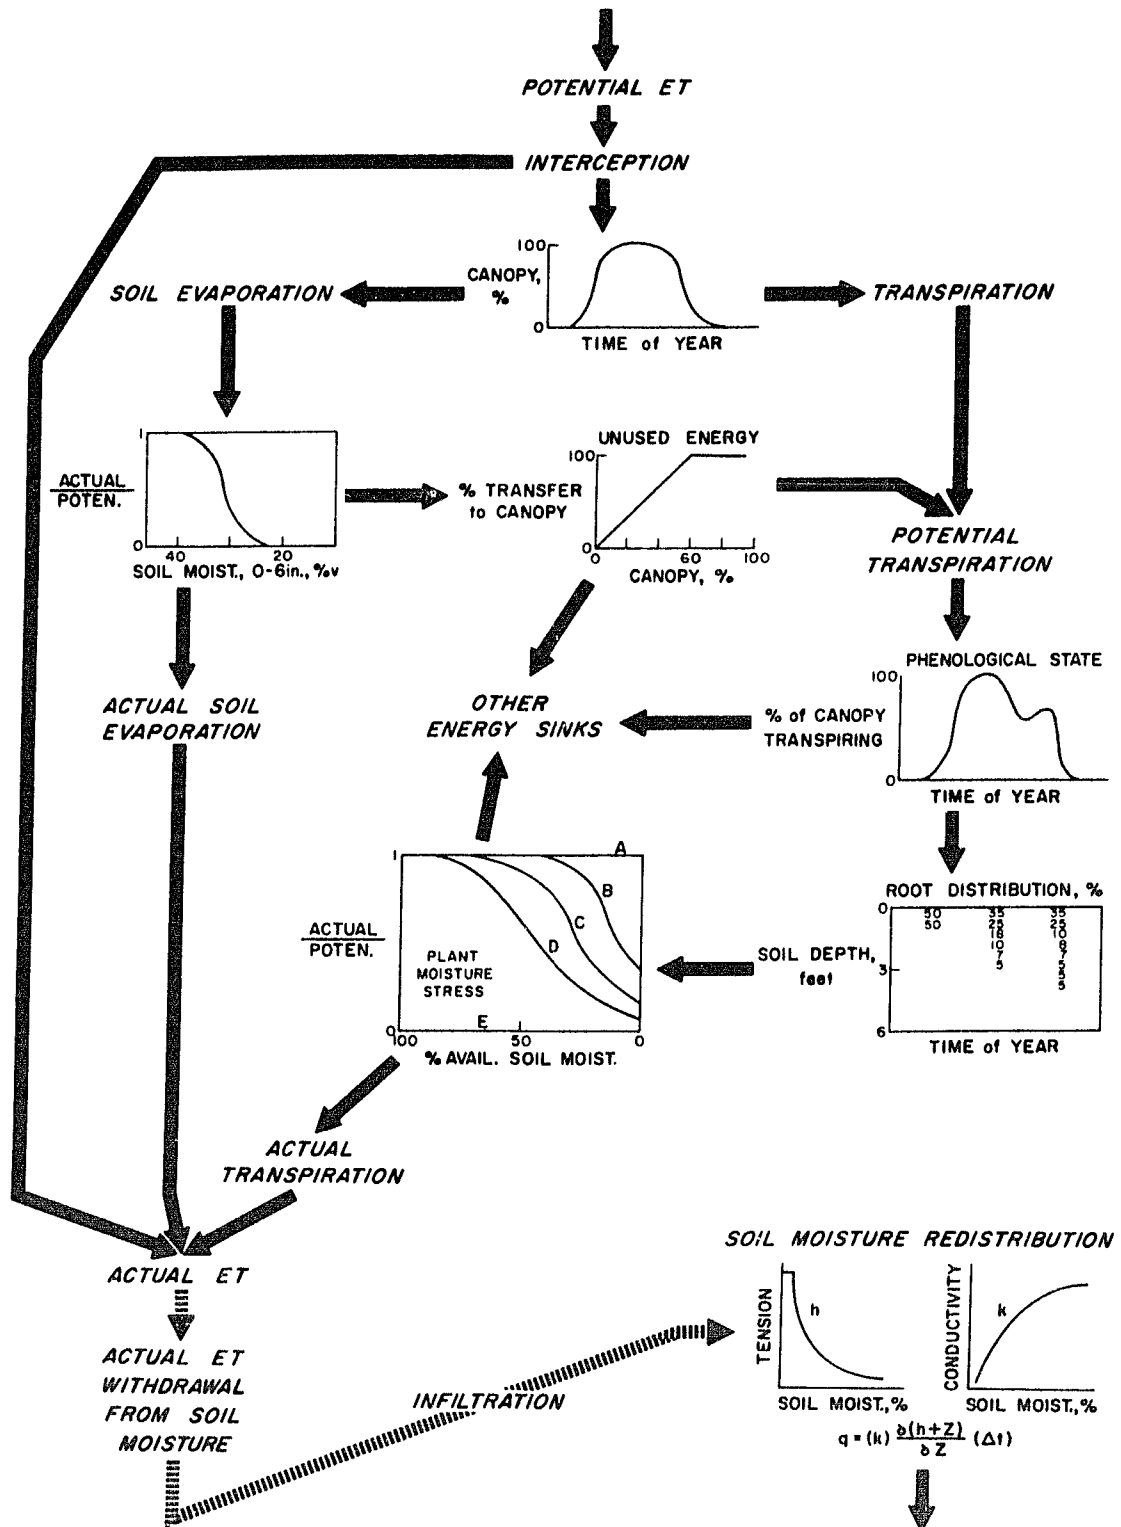 POTENTIAL ET
INTERCEPTION
100
CANOPY,
%
0
TIME of YEAR
SOIL EVAPORATION
TRANSPIRATION
1
ACTUAL
POTEN.
0
40
20
SOIL MOIST., 0-6in., %v
UNUSED ENERGY
100
% TRANSFER
to CANOPY
0
0
60
100
CANOPY, %
POTENTIAL
TRANSPIRATION
PHENOLOGICAL STATE
100
% of CANOPY
TRANSPIRING
0
TIME of YEAR
ACTUAL SOIL
EVAPORATION
OTHER
ENERGY SINKS
1
A
B
C
D
E
ACTUAL
POTEN.
PLANT
MOISTURE
STRESS
0
100
50
0
% AVAIL. SOIL MOIST.
ROOT DISTRIBUTION, %
0
50 35 35
50 25 25
18 10
10 8
7 7
5 5
5
5
SOIL DEPTH,
feet
3
6
TIME of YEAR
ACTUAL
TRANSPIRATION
ACTUAL ET
ACTUAL ET
WITHDRAWAL
FROM SOIL
MOISTURE
INFILTRATION
SOIL MOISTURE REDISTRIBUTION
TENSION
h
SOIL MOIST.,%
CONDUCTIVITY
k
SOIL MOIST.,%
q = (k) δ(h+Z)/δZ (Δt)